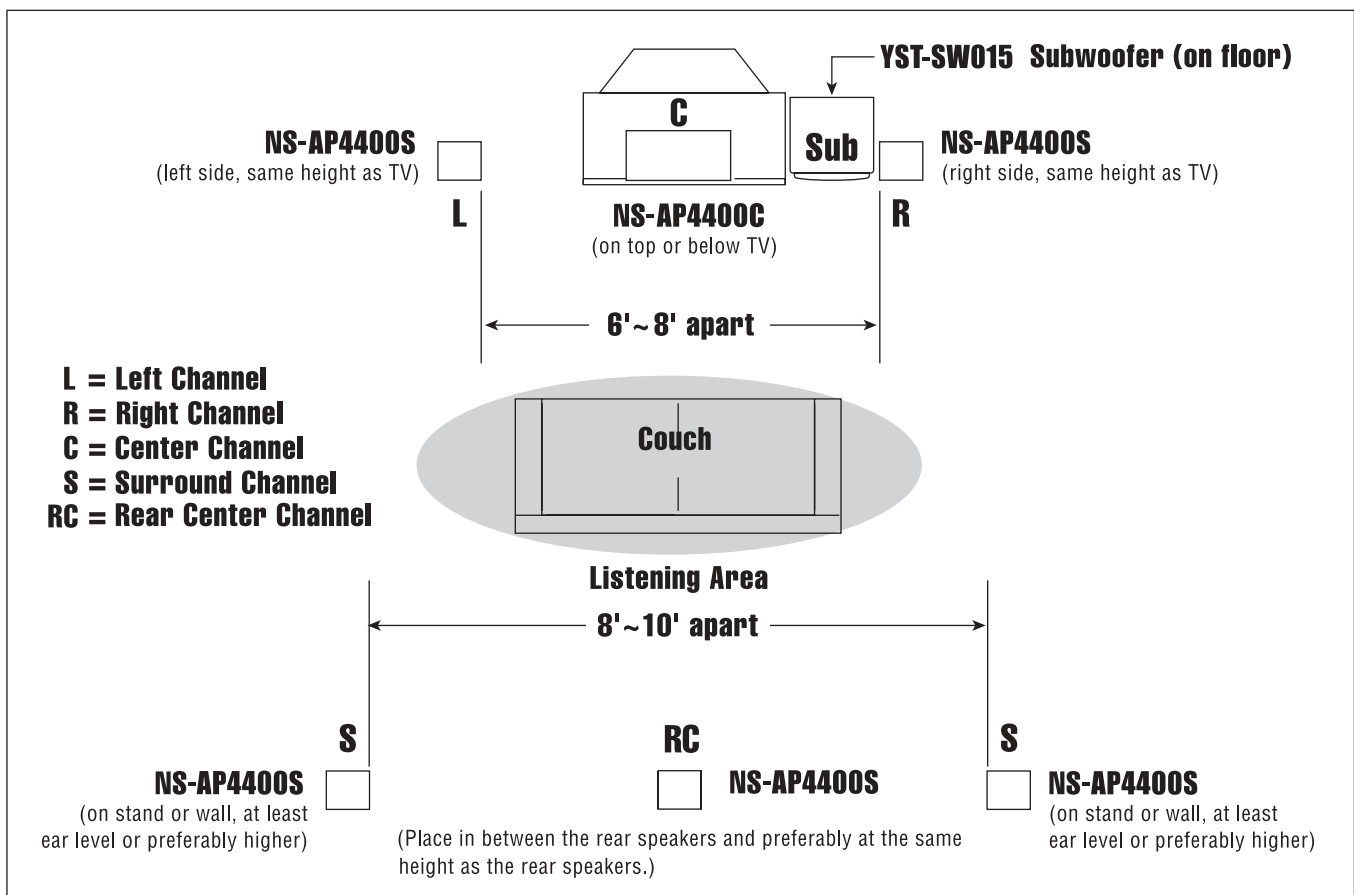 YST-SW015 Subwoofer (on floor)
C
NS-AP4400S
(left side, same height as TV)
L
Sub
NS-AP4400S
(right side, same height as TV)
R
NS-AP4400C
(on top or below TV)
6'~8' apart
L = Left Channel
R = Right Channel
C = Center Channel
S = Surround Channel
RC = Rear Center Channel
Couch
Listening Area
8'~10' apart
S
NS-AP4400S
(on stand or wall, at least
ear level or preferably higher)
RC
NS-AP4400S
(Place in between the rear speakers and preferably at the same
height as the rear speakers.)
S
NS-AP4400S
(on stand or wall, at least
ear level or preferably higher)